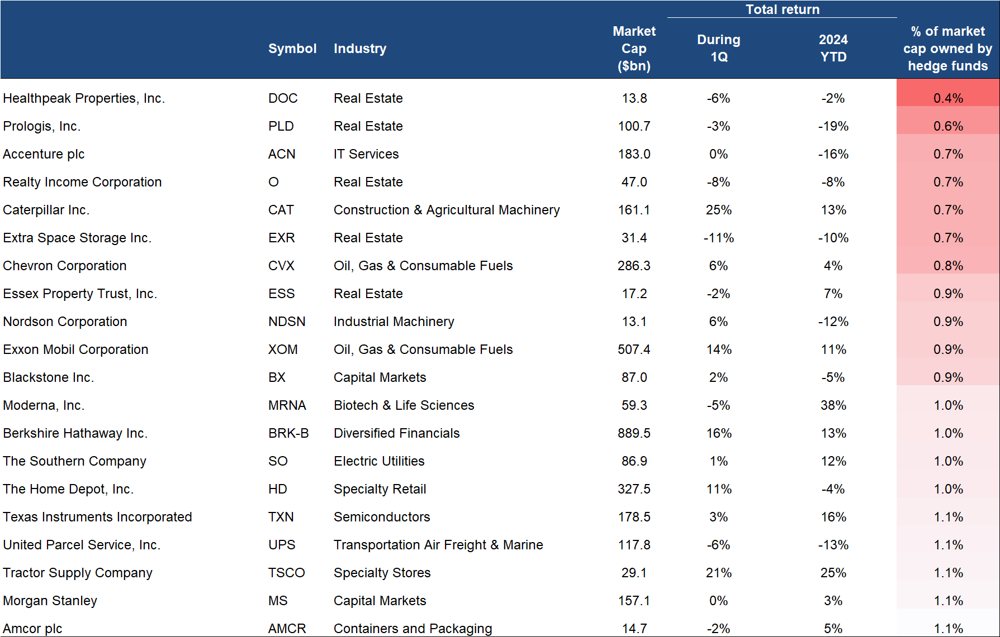 Total return
Symbol Industry Market Cap ($bn) During 1Q 2024 YTD % of market cap owned by hedge funds
Healthpeak Properties, Inc. DOC Real Estate 13.8 -6% -2% 0.4%
Prologis, Inc. PLD Real Estate 100.7 -3% -19% 0.6%
Accenture plc ACN IT Services 183.0 0% -16% 0.7%
Realty Income Corporation O Real Estate 47.0 -8% -8% 0.7%
Caterpillar Inc. CAT Construction & Agricultural Machinery 161.1 25% 13% 0.7%
Extra Space Storage Inc. EXR Real Estate 31.4 -11% -10% 0.7%
Chevron Corporation CVX Oil, Gas & Consumable Fuels 286.3 6% 4% 0.8%
Essex Property Trust, Inc. ESS Real Estate 17.2 -2% 7% 0.9%
Nordson Corporation NDSN Industrial Machinery 13.1 6% -12% 0.9%
Exxon Mobil Corporation XOM Oil, Gas & Consumable Fuels 507.4 14% 11% 0.9%
Blackstone Inc. BX Capital Markets 87.0 2% -5% 0.9%
Moderna, Inc. MRNA Biotech & Life Sciences 59.3 -5% 38% 1.0%
Berkshire Hathaway Inc. BRK-B Diversified Financials 889.5 16% 13% 1.0%
The Southern Company SO Electric Utilities 86.9 1% 12% 1.0%
The Home Depot, Inc. HD Specialty Retail 327.5 11% -4% 1.0%
Texas Instruments Incorporated TXN Semiconductors 178.5 3% 16% 1.1%
United Parcel Service, Inc. UPS Transportation Air Freight & Marine 117.8 -6% -13% 1.1%
Tractor Supply Company TSCO Specialty Stores 29.1 21% 25% 1.1%
Morgan Stanley MS Capital Markets 157.1 0% 3% 1.1%
Amcor plc AMCR Containers and Packaging 14.7 -2% 5% 1.1%